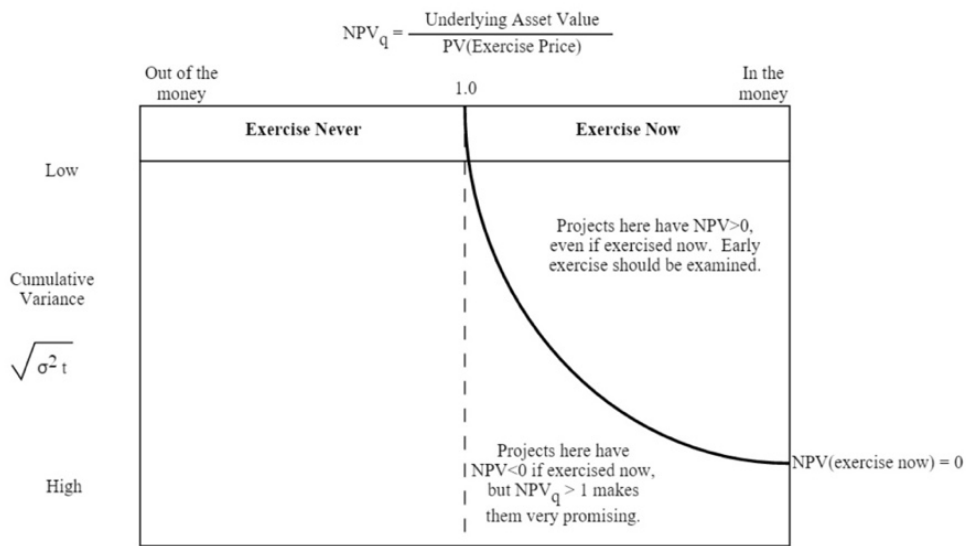 NPVq = Underlying Asset Value
PV(Exercise Price)
Out of the
money
1.0
In the
money
Exercise Never
Exercise Now
Low
Projects here have NPV>0,
even if exercised now. Early
exercise should be examined.
Cumulative
Variance
√σ² t
Projects here have
NPV<0 if exercised now,
but NPVq > 1 makes
them very promising.
NPV(exercise now) = 0
High